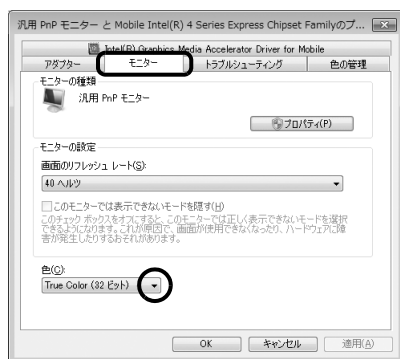 汎用 PnP モニター と Mobile Intel(R) 4 Series Express Chipset Familyのプ...
Intel(R) Graphics Media Accelerator Driver for Mobile
アダプター
モニター
トラブルシューティング
色の管理
モニターの種類
汎用 PnP モニター
プロパティ(P)
モニターの設定
画面のリフレッシュ レート(S):
40 ヘルツ
このモニターでは表示できないモードを隠す(H)
このチェック ボックスをオフにすると、このモニターでは正しく表示できないモードを選択
できるようになります。これが原因で、画面が使用できなくなったり、ハードウェアに障
害が発生したりするおそれがあります。
色(C):
True Color (32 ビット)
OK
キャンセル
適用(A)